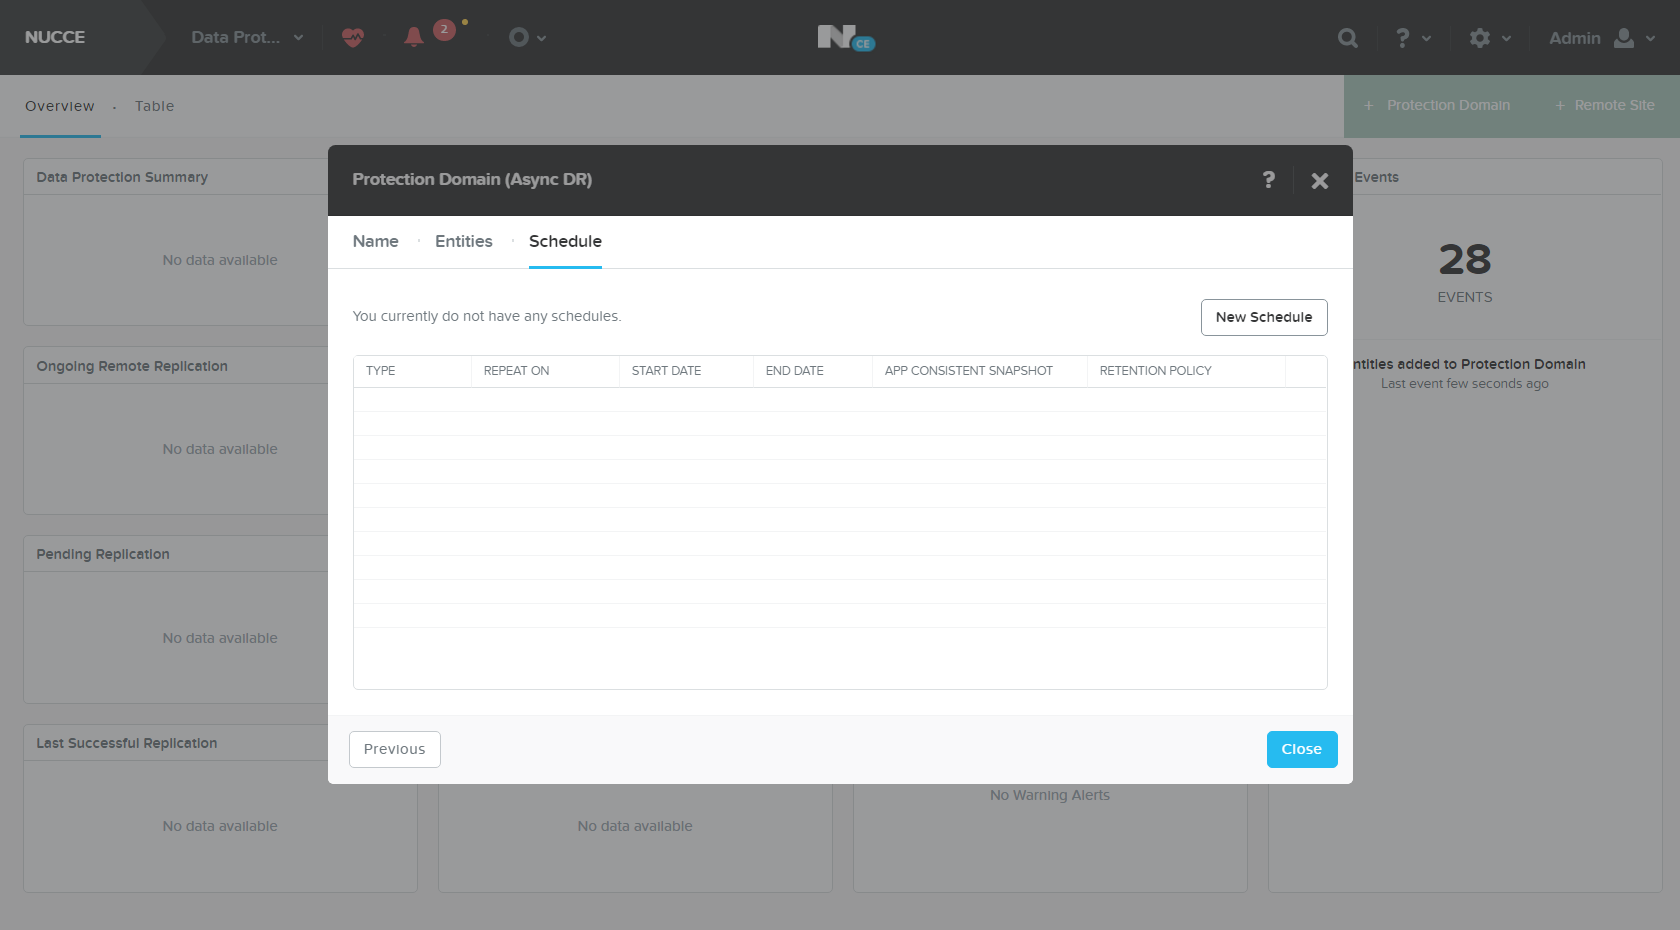 NUCCE
Data Prot...
2
N CE
?
Admin
Overview · Table
+ Protection Domain
+ Remote Site
Data Protection Summary
No data available
Ongoing Remote Replication
No data available
Pending Replication
No data available
Last Successful Replication
No data available
No data available
No Warning Alerts
Events
28
EVENTS
ntities added to Protection Domain
Last event few seconds ago
Protection Domain (Async DR)
?
Name · Entities · Schedule
You currently do not have any schedules.
New Schedule
TYPE REPEAT ON START DATE END DATE APP CONSISTENT SNAPSHOT RETENTION POLICY
Previous
Close